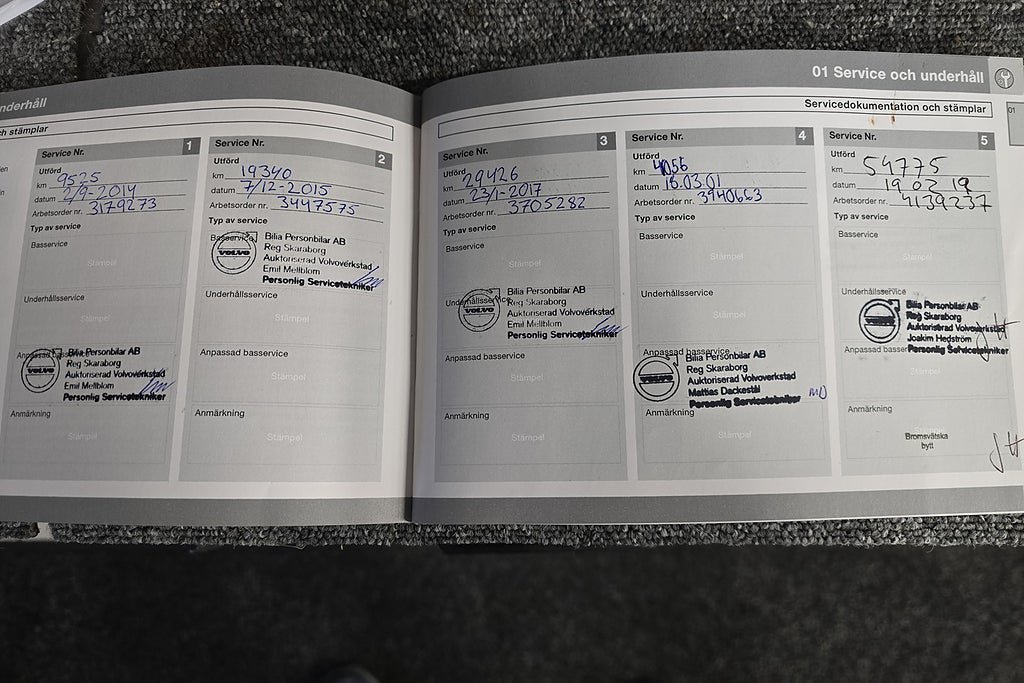 nderhåll
h stämplar
Service Nr. 1
Utförd
km 9525
datum 2/9-2014
Arbetsorder nr. 3179273
Typ av service
Basservice
Stämpel
Underhållsservice
Stämpel
Anpassad basservice
VOLVO
Bilia Personbilar AB
Reg Skaraborg
Auktoriserad Volvoverkstad
Emil Mellblom
Personlig Servicetekniker
Anmärkning
Stämpel
Service Nr. 2
Utförd
km 19340
datum 7/12-2015
Arbetsorder nr. 3447575
Typ av service
Basservice
VOLVO
Bilia Personbilar AB
Reg Skaraborg
Auktoriserad Volvoverkstad
Emil Mellblom
Personlig Servicetekniker
Underhållsservice
Stämpel
Anpassad basservice
Stämpel
Anmärkning
Stämpel
01 Service och underhåll
Servicedokumentation och stämplar
01
Service Nr. 3
Utförd
km 29426
datum 23/1-2017
Arbetsorder nr. 3705282
Typ av service
Basservice
Stämpel
Underhållsservice
VOLVO
Bilia Personbilar AB
Reg Skaraborg
Auktoriserad Volvoverkstad
Emil Mellblom
Personlig Servicetekniker
Anpassad basservice
Stämpel
Anmärkning
Stämpel
Service Nr. 4
Utförd
km
datum 18.03.01
Arbetsorder nr. 3940663
Typ av service
Basservice
Stämpel
Underhållsservice
Stämpel
Anpassad basservice
VOLVO
Bilia Personbilar AB
Reg Skaraborg
Auktoriserad Volvoverkstad
Mattias Dackestål
Personlig Servicetekniker
MD
Anmärkning
Stämpel
Service Nr. 5
Utförd
km 54775
datum 19.02.19
Arbetsorder nr. 4139237
Typ av service
Basservice
Stämpel
Underhållsservice
Bilia Personbilar AB
Reg Skaraborg
Auktoriserad Volvoverkstad
Joakim Hedström
Personlig Servicetekniker
JH
Anpassad basservice
Stämpel
Anmärkning
Bromsvätska
bytt
JH